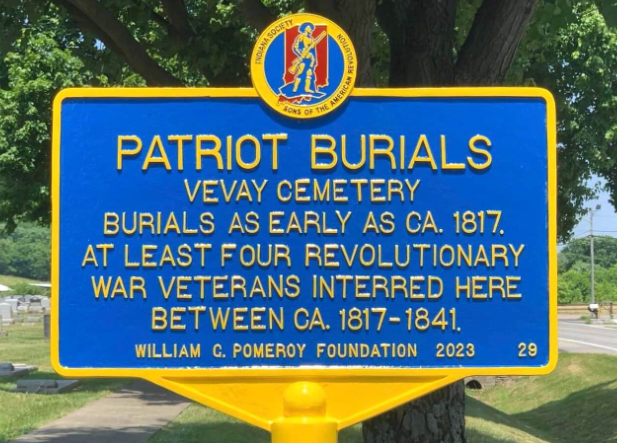 INDIANA SOCIETY
SONS OF THE AMERICAN REVOLUTION
PATRIOT BURIALS
VEVAY CEMETERY
BURIALS AS EARLY AS CA. 1817.
AT LEAST FOUR REVOLUTIONARY
WAR VETERANS INTERRED HERE
BETWEEN CA. 1817-1841.
WILLIAM G. POMEROY FOUNDATION 2023 29